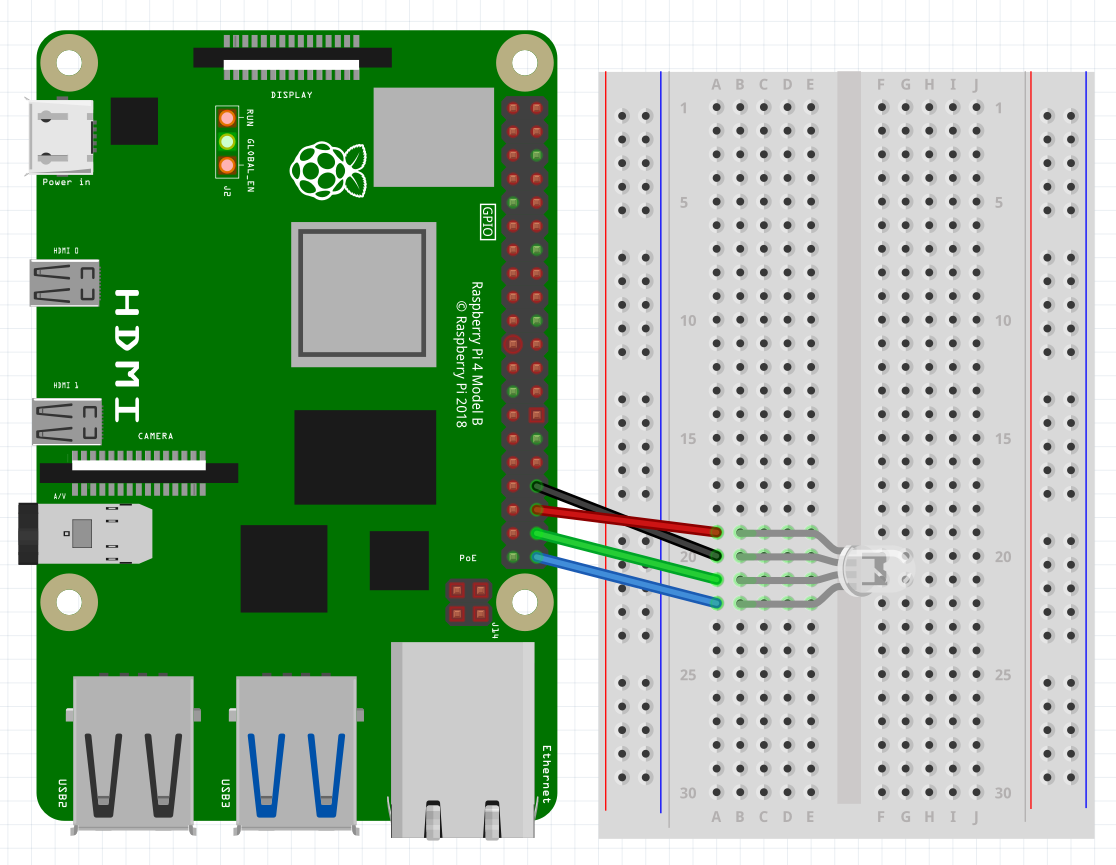 DISPLAY
RUN
GLOBAL_EN
J2
Power in
GPIO
HDMI 0
HDMI
Raspberry Pi 4 Model B
© Raspberry Pi 2018
HDMI 1
CAMERA
A/V
PoE
J14
USB2
USB3
Ethernet
A B C D E F G H I J
1 1
5 5
10 10
15 15
20 20
25 25
30 30
A B C D E F G H I J